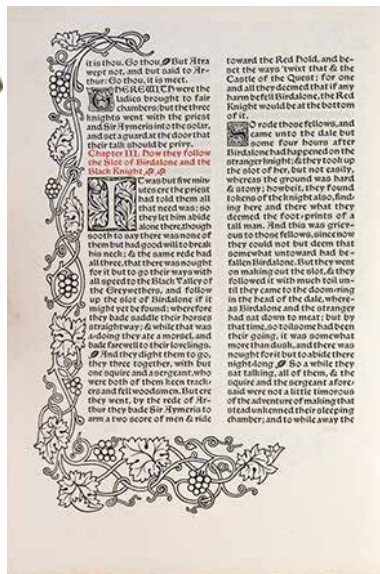 it is thou. Go thou. But Atra
wept not, and but said to Ar-
thur: Go thou, it is meet.
THEREWITH were the
ladies brought to fair
chambers; but the three
knights went with the priest
and Sir Aymeris into the solar,
and set a guard at the door that
their talk should be privy.
Chapter III. How they follow
the Slot of Birdalone and the
Black Knight
IT was but five min-
utes ere the priest
had told them all
that need was; so
they let him abide
alone there, though
sooth to say there was none of
them but had good will to break
his neck; & the same rede had
all three, that there was nought
for it but to go their ways with
all speed to the Black Valley of
the Greywethers, and follow
up the slot of Birdalone if it
might yet be found; wherefore
they bade saddle their horses
straightway; & while that was
a-doing they ate a morsel, and
bade farewell to their lovelings.
And they dight them to go,
they three together, with but
one squire and a sergeant, who
were both of them keen track-
ers and fell woodsmen. But ere
they went, by the rede of Ar-
thur they bade Sir Aymeris to
arm a two score of men & ride
toward the Red Hold, and be-
set the ways 'twixt that & the
Castle of the Quest; for one
and all they deemed that if any
harm befell Birdalone, the Red
Knight would be at the bottom
of it.
SO rode those fellows, and
came unto the dale but
some four hours after
Birdalone had happened on the
stranger knight; & they took up
the slot of her, but not easily,
whereas the ground was hard
& stony; howbeit, they found
tokens of the knight also, find-
ing here and there what they
deemed the foot-prints of a
tall man. And this was griev-
ous to those fellows, since now
they could not but deem that
somewhat untoward had be-
fallen Birdalone. But they went
on making out the slot, & they
followed it with much toil un-
til they came to the doom-ring
in the head of the dale, where-
as Birdalone and the stranger
had sat down to meat; but by
that time, so toilsome had been
their going, it was somewhat
more than dusk, and there was
nought for it but to abide there
night-long. So a while they
sat talking, all of them, & the
squire and the sergeant afore-
said were not a little timorous
of the adventure of making that
stead unkenned their sleeping
chamber; and to while away the